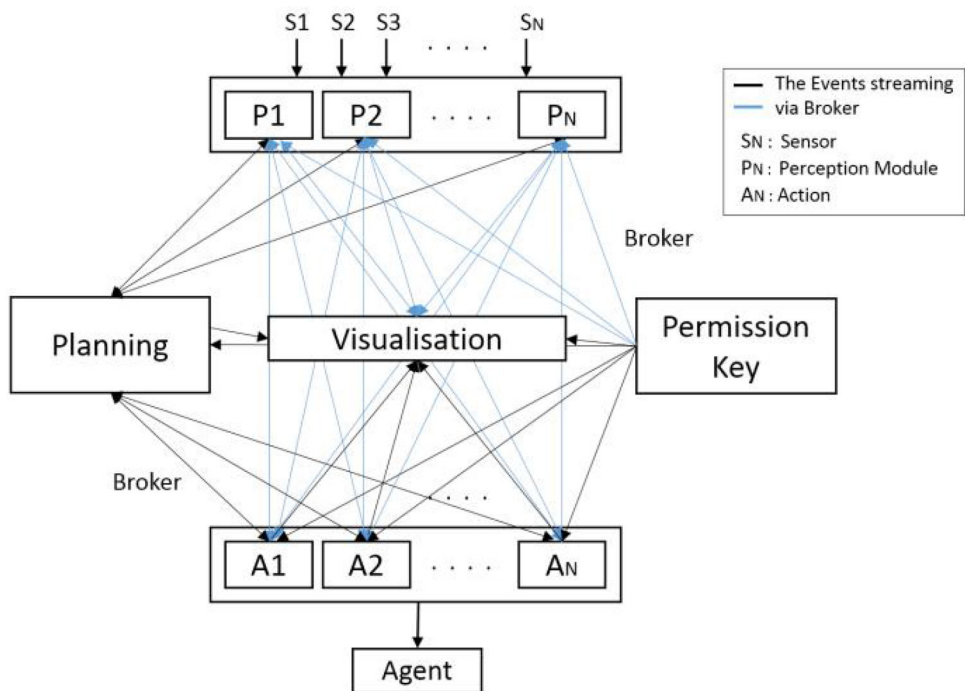 S1 S2 S3 . . . . SN
P1 P2 . . . . PN
The Events streaming
via Broker
SN : Sensor
PN : Perception Module
AN : Action
Broker
Planning
Visualisation
Permission
Key
Broker
. . . .
A1 A2 . . . . AN
Agent